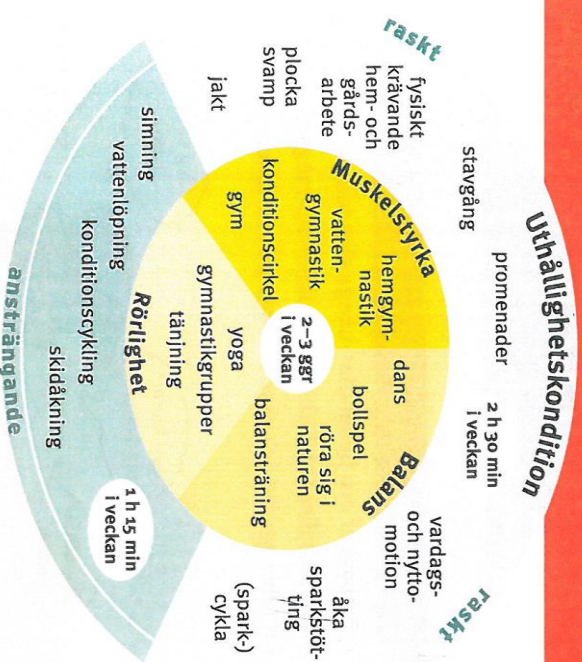 Uthållighetskondition
raskt
raskt
promenader
stavgång
2 h 30 min
i veckan
fysiskt
krävande
hem- och
gårds-
arbete
plocka
svamp
jakt
vardags-
och nytto-
motion
åka
sparkstöt-
ting
(spark-)
cykla
Muskelstyrka
hemgym-
nastik
vatten-
gymnastik
konditionscirkel
gym
Balans
dans
bollspel
röra sig i
naturen
balansträning
2–3 ggr
i veckan
yoga
gymnastikgrupper
tänjning
Rörlighet
simning
vattenlöpning
konditionscykling
skidåkning
1 h 15 min
i veckan
ansträngande